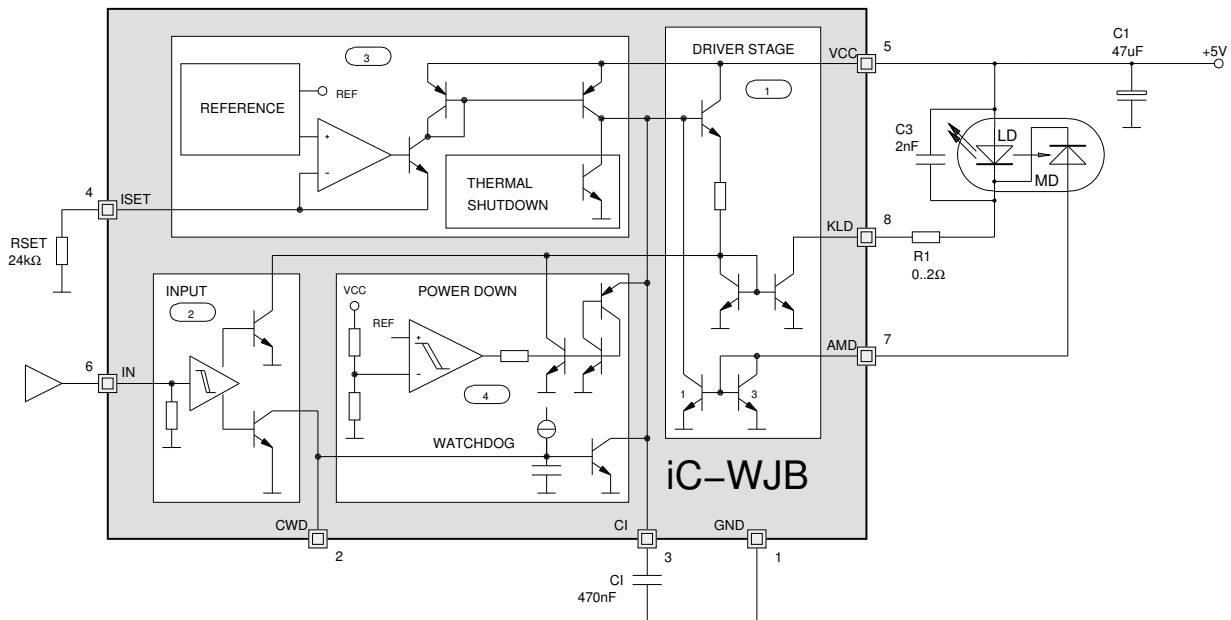 DRIVER STAGE
VCC
5
C1
47uF
+5V
3
1
REFERENCE
REF
+
−
C3
2nF
LD
MD
THERMAL
SHUTDOWN
4
ISET
RSET
24kΩ
KLD
8
R1
0..2Ω
INPUT
2
VCC
POWER DOWN
REF
+
−
4
AMD
7
6
IN
1
3
WATCHDOG
iC−WJB
CWD
2
CI
3
GND
1
CI
470nF